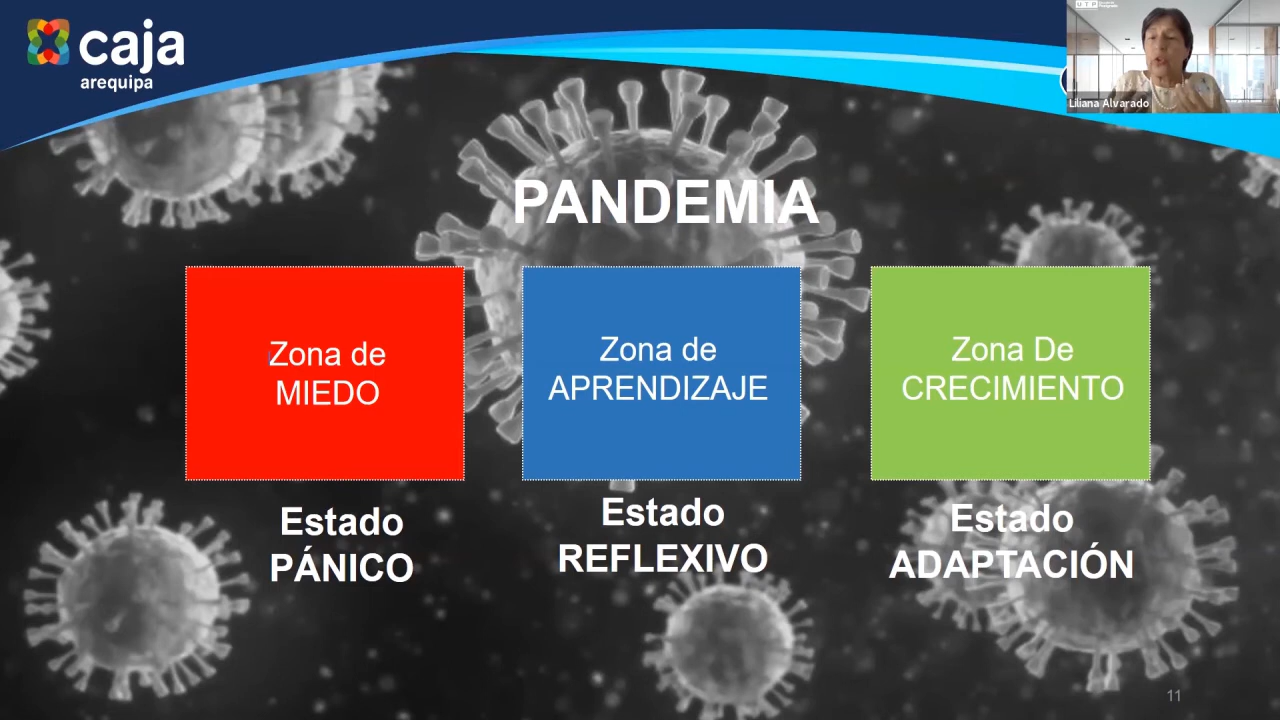 caja
arequipa
UTP
Liliana Alvarado
PANDEMIA
Zona de
MIEDO
Zona de
APRENDIZAJE
Zona De
CRECIMIENTO
Estado
PÁNICO
Estado
REFLEXIVO
Estado
ADAPTACIÓN
11